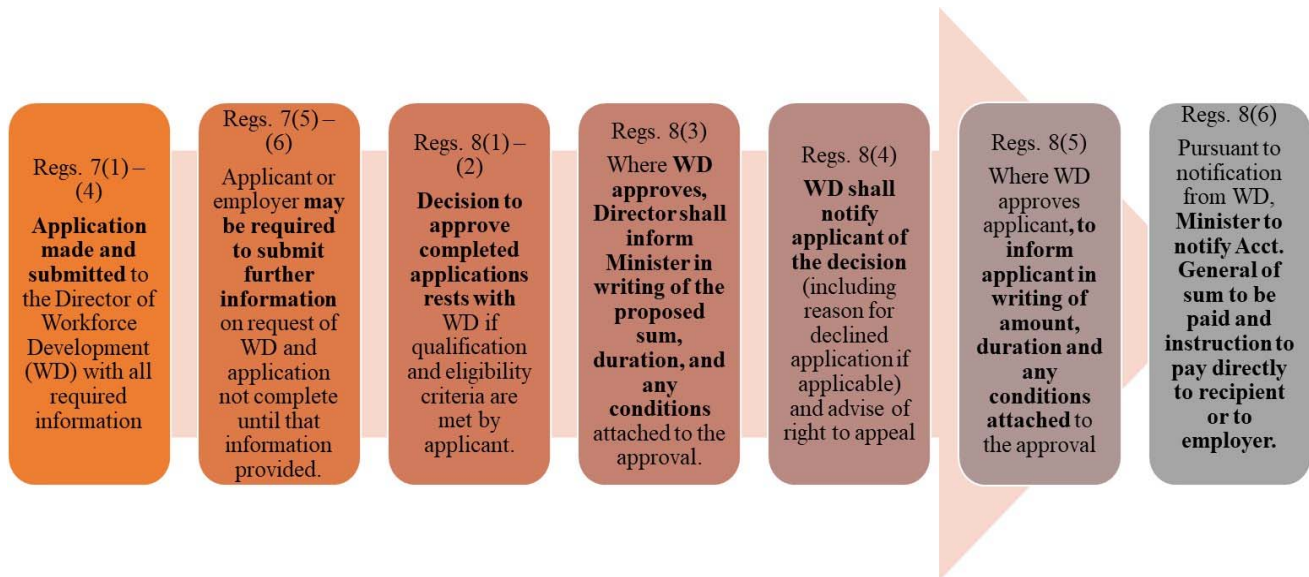 Regs. 7(1) –
(4)
Application
made and
submitted to
the Director of
Workforce
Development
(WD) with all
required
information
Regs. 7(5) –
(6)
Applicant or
employer may
be required
to submit
further
information
on request of
WD and
application
not complete
until that
information
provided.
Regs. 8(1) –
(2)
Decision to
approve
completed
applications
rests with
WD if
qualification
and eligibility
criteria are
met by
applicant.
Regs. 8(3)
Where WD
approves,
Director shall
inform
Minister in
writing of the
proposed
sum,
duration, and
any
conditions
attached to the
approval.
Regs. 8(4)
WD shall
notify
applicant of
the decision
(including
reason for
declined
application if
applicable)
and advise of
right to appeal
Regs. 8(5)
Where WD
approves
applicant, to
inform
applicant in
writing of
amount,
duration and
any
conditions
attached to
the approval
Regs. 8(6)
Pursuant to
notification
from WD,
Minister to
notify Acct.
General of
sum to be
paid and
instruction to
pay directly
to recipient
or to
employer.